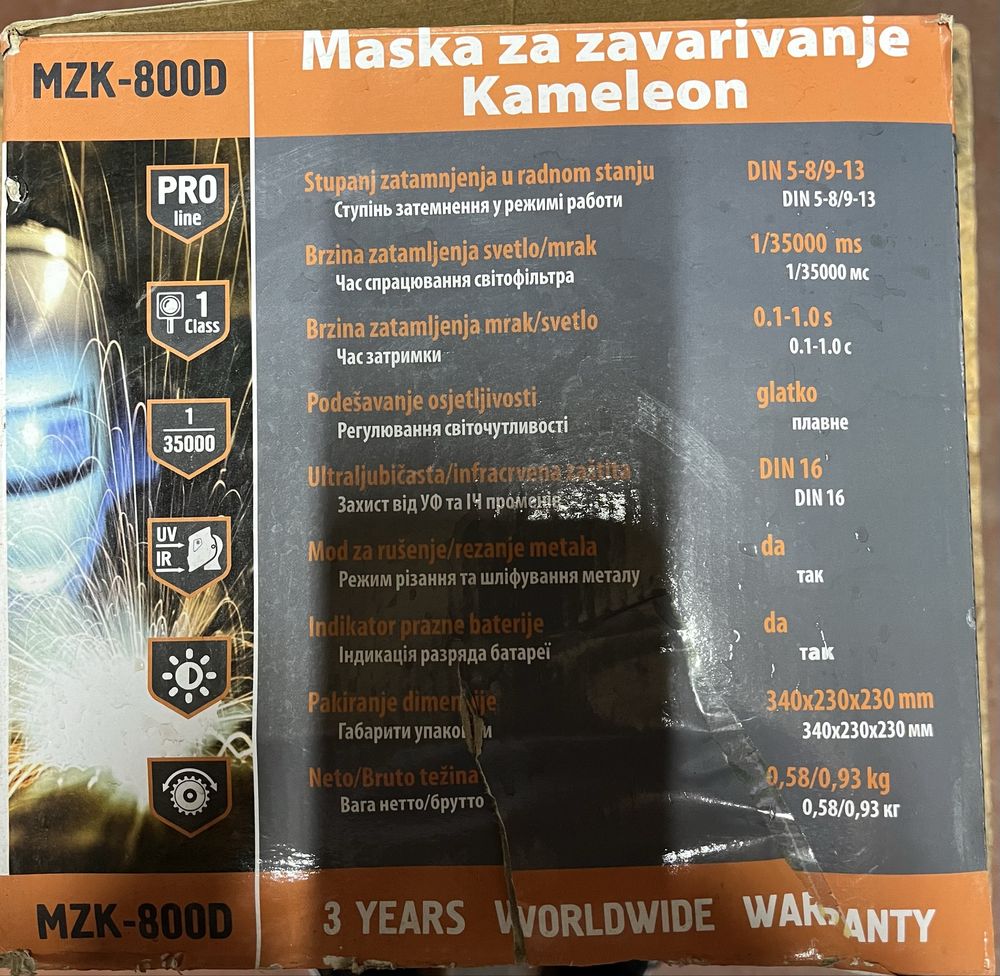 MZK-800D
Maska za zavarivanje
Kameleon
PRO
line
1
Class
1
35000
UV
IR
Stupanj zatamnjenja u radnom stanju DIN 5-8/9-13
Ступінь затемнення у режимі работи DIN 5-8/9-13
Brzina zatamljenja svetlo/mrak 1/35000 ms
Час спрацювання світофільтра 1/35000 мс
Brzina zatamljenja mrak/svetlo 0.1-1.0 s
Час затримки 0.1-1.0 с
Podešavanje osjetljivosti glatko
Регулювання світочутливості плавне
Ultraljubičasta/infracrvena zaštita DIN 16
Захист від УФ та ІЧ променів DIN 16
Mod za rušenje/rezanje metala da
Режим різання та шліфування металу так
Indikator prazne baterije da
Індикація разряда батареї так
Pakiranje dimenzije 340x230x230 mm
Габарити упаковки 340x230x230 мм
Neto/Bruto težina 0,58/0,93 kg
Вага нетто/брутто 0,58/0,93 кг
MZK-800D
3 YEARS WORLDWIDE WARRANTY